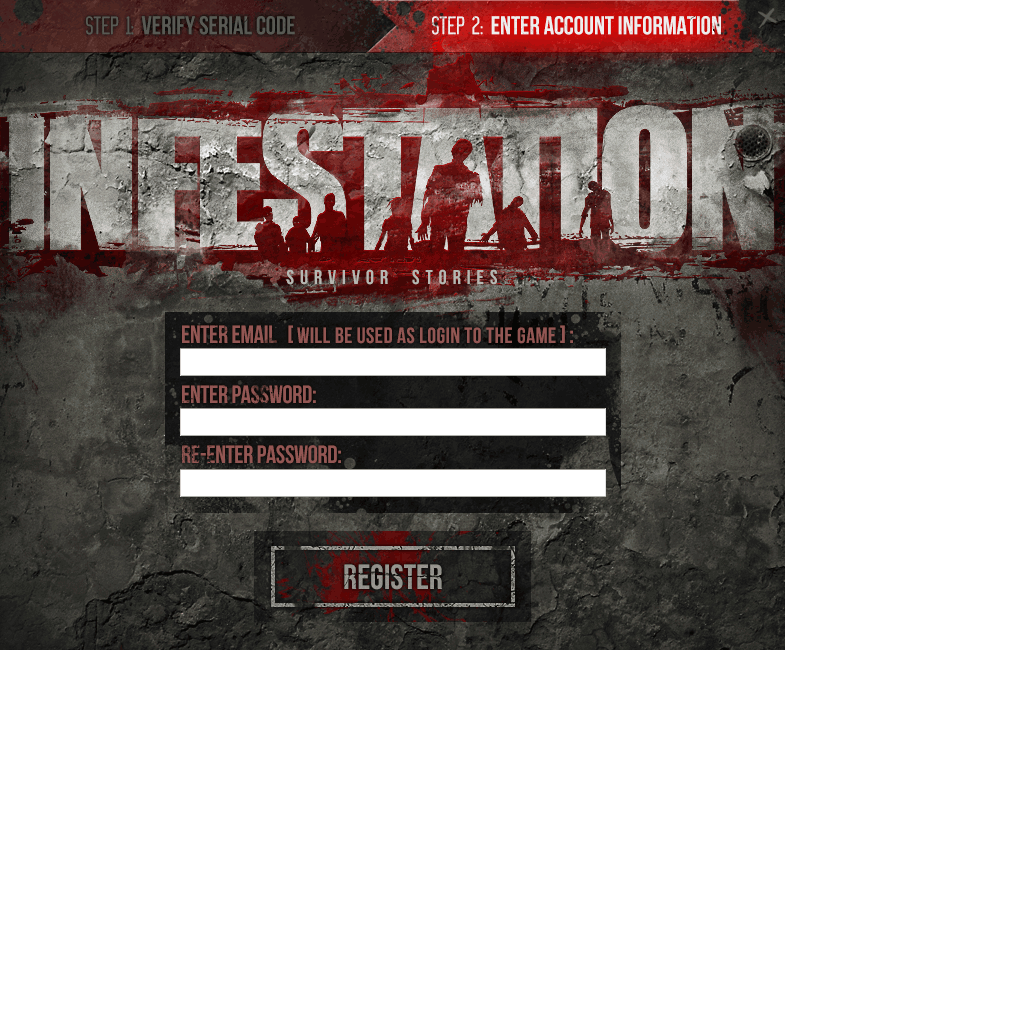 STEP 1: VERIFY SERIAL CODE
STEP 2: ENTER ACCOUNT INFORMATION
INFESTATION
SURVIVOR STORIES
ENTER EMAIL [ WILL BE USED AS LOGIN TO THE GAME ] :
ENTER PASSWORD:
RE-ENTER PASSWORD:
REGISTER